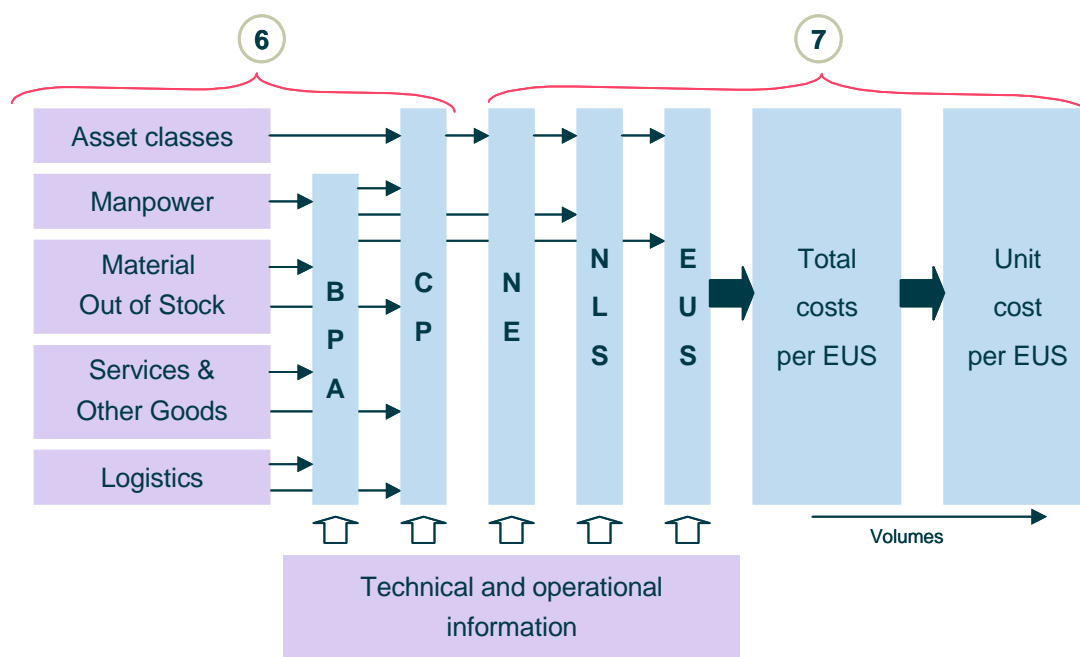 6
7
Asset classes
Manpower
Material
Out of Stock
Services &
Other Goods
Logistics
B
P
A
C
P
N
E
N
L
S
E
U
S
Total
costs
per EUS
Unit
cost
per EUS
Volumes
Technical and operational
information